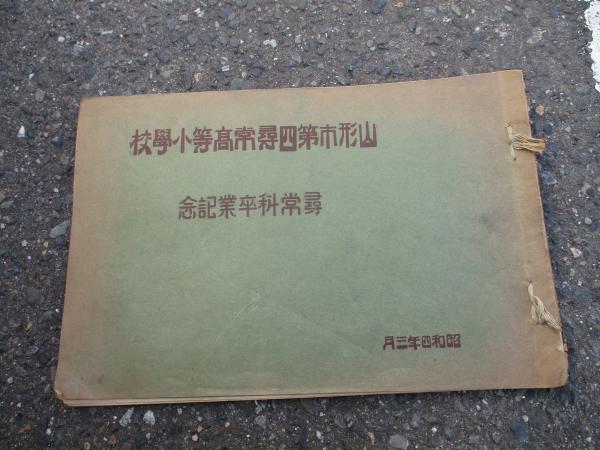 山形市第四尋常高等小學校
尋常科卒業記念
昭和四年三月